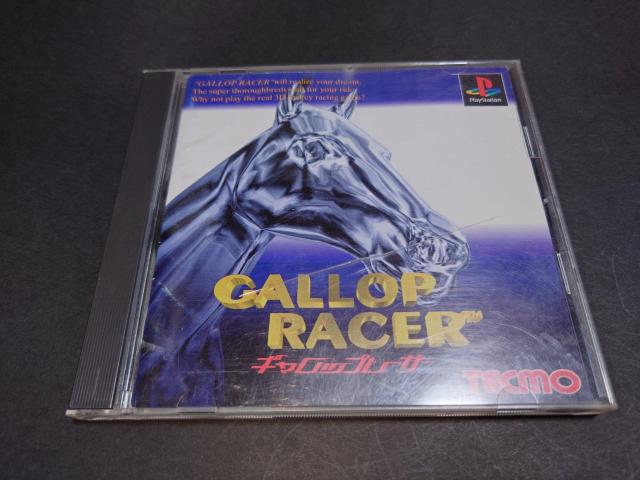 "GALLOP RACER" will realize your dream.
The super thoroughbreds wait for your ride.
Why not play the real 3D jockey racing game?
PlayStation
GALLOP
RACER™
ギャロップレーサー
TECMO